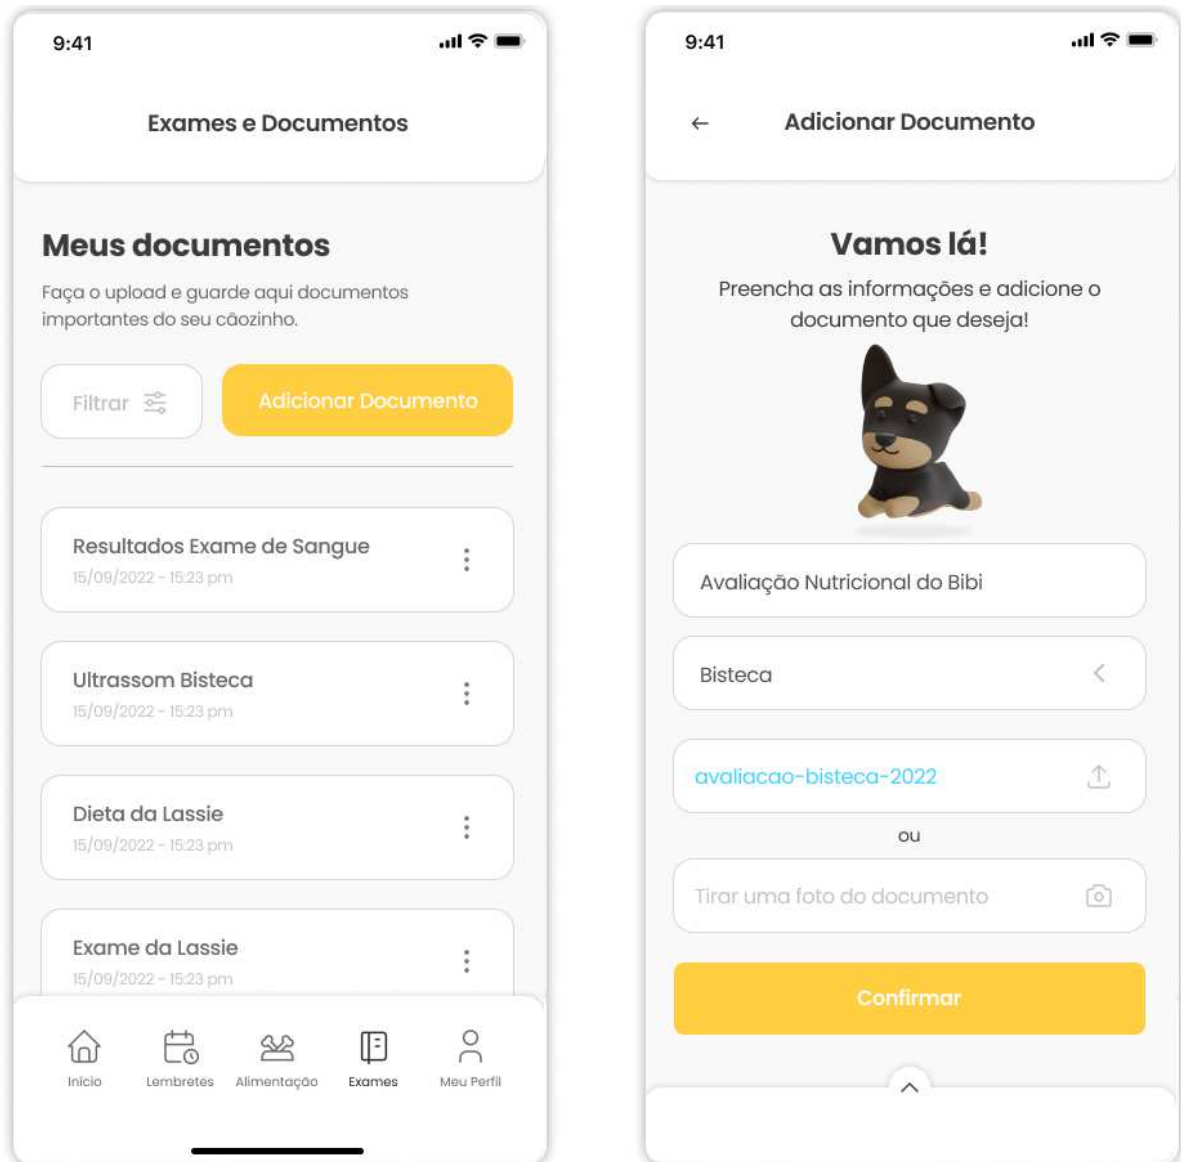 9:41
Exames e Documentos
Meus documentos
Faça o upload e guarde aqui documentos
importantes do seu cãozinho.
Filtrar
Adicionar Documento
Resultados Exame de Sangue
15/09/2022 - 15:23 pm
Ultrassom Bisteca
15/09/2022 - 15:23 pm
Dieta da Lassie
15/09/2022 - 15:23 pm
Exame da Lassie
15/09/2022 - 15:23 pm
Início
Lembretes
Alimentação
Exames
Meu Perfil
9:41
Adicionar Documento
Vamos lá!
Preencha as informações e adicione o
documento que deseja!
Avaliação Nutricional do Bibi
Bisteca
avaliacao-bisteca-2022
ou
Tirar uma foto do documento
Confirmar